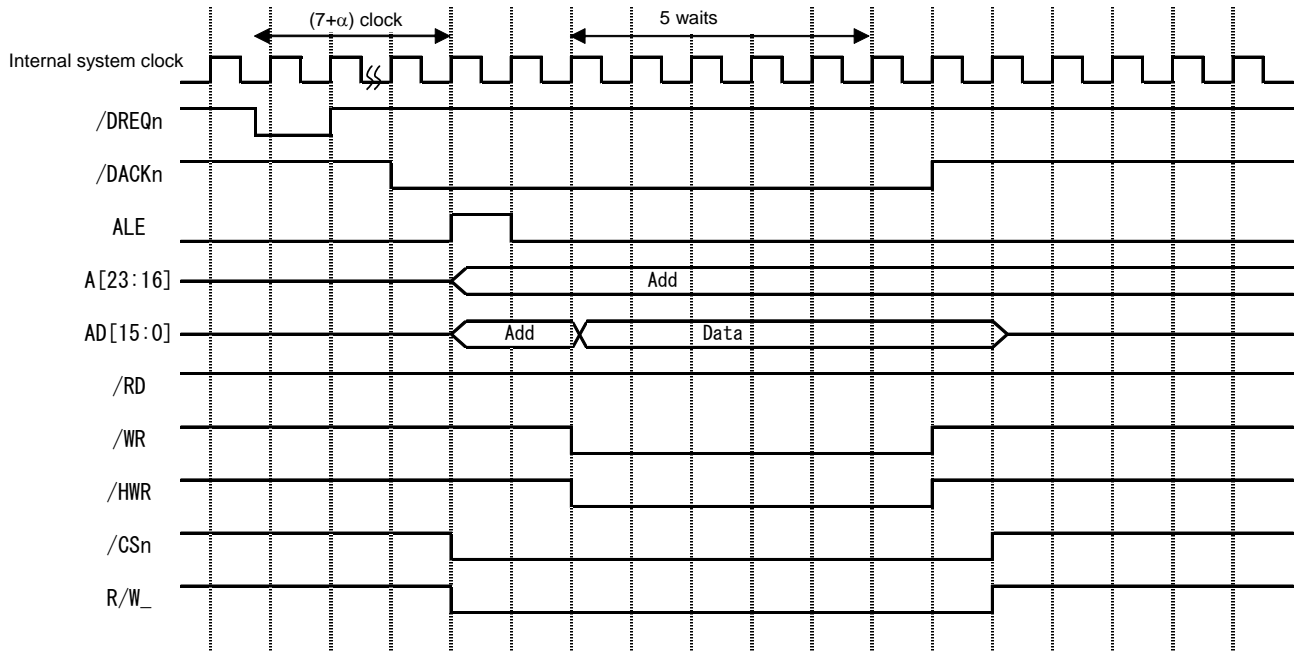 (7+α) clock
5 waits
Internal system clock
/DREQn
/DACKn
ALE
A[23:16]
Add
AD[15:0]
Add
Data
/RD
/WR
/HWR
/CSn
R/W_